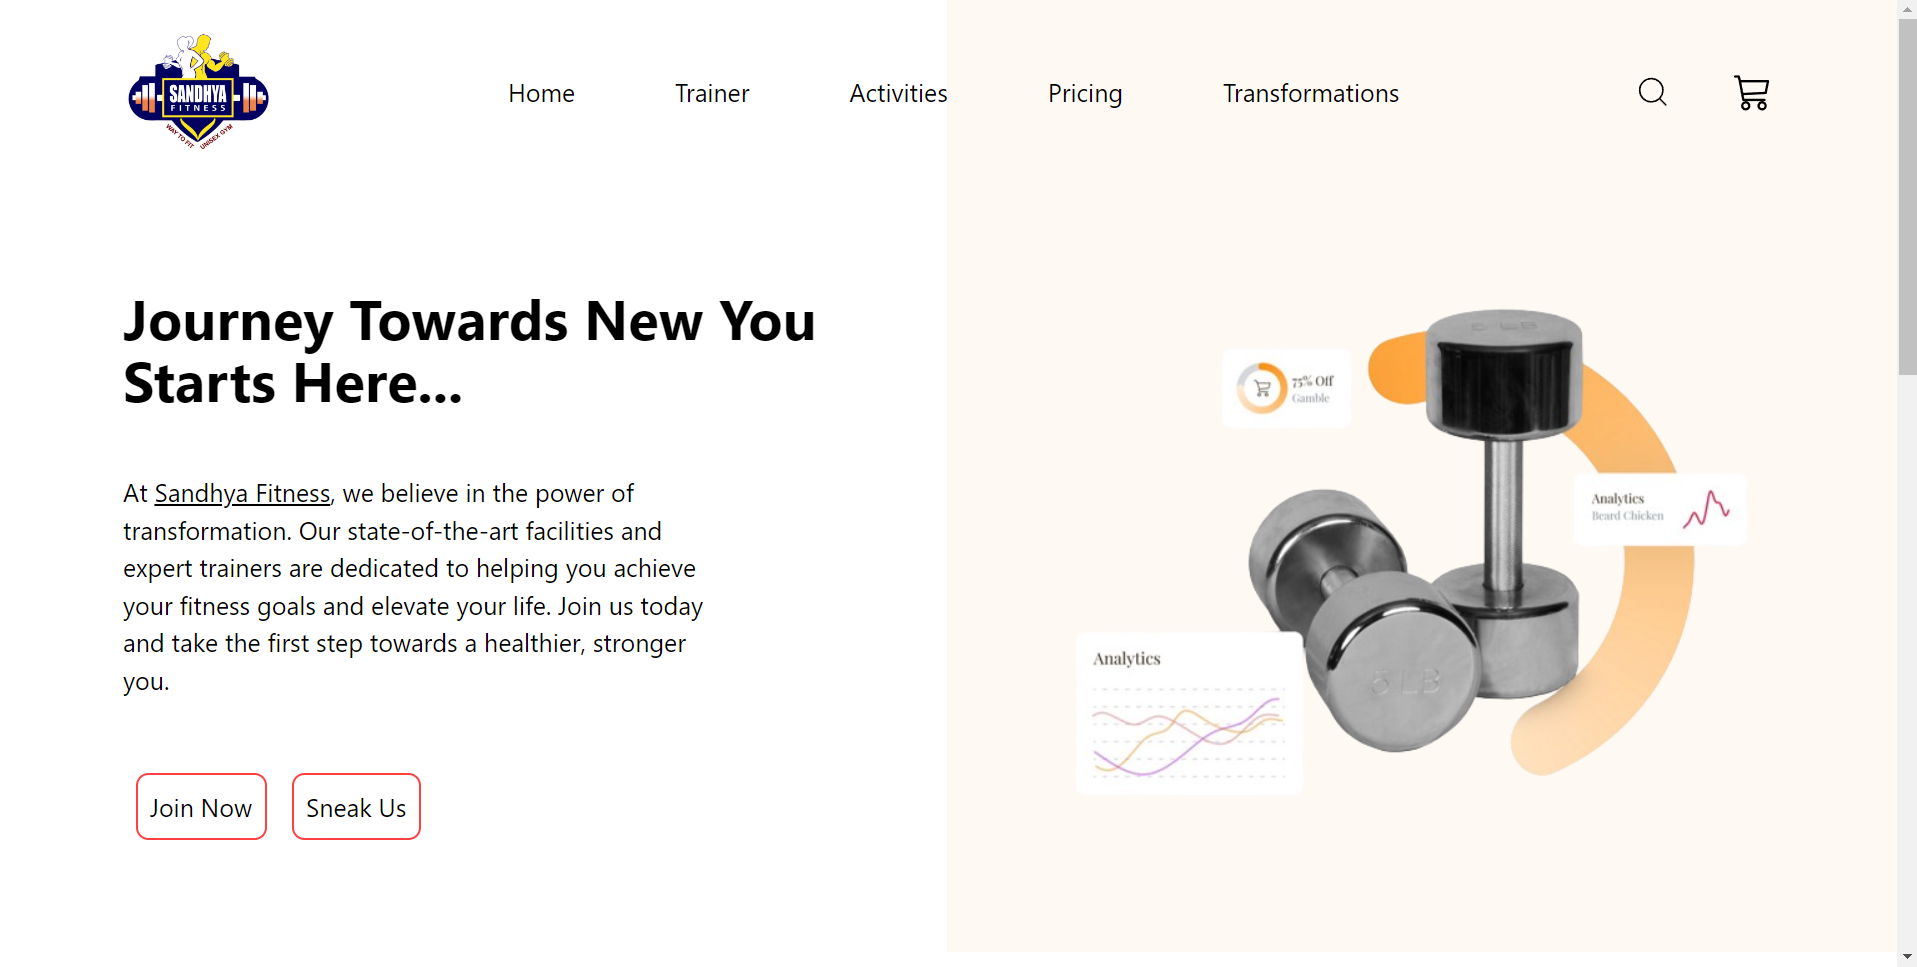 SANDHYA
FITNESS
WAY TO FIT UNISEX GYM
Home
Trainer
Activities
Pricing
Transformations
Journey Towards New You
Starts Here...
At Sandhya Fitness, we believe in the power of
transformation. Our state-of-the-art facilities and
expert trainers are dedicated to helping you achieve
your fitness goals and elevate your life. Join us today
and take the first step towards a healthier, stronger
you.
Join Now
Sneak Us
5 LB
75% Off
Gamble
Analytics
Beard Chicken
Analytics
5 LB